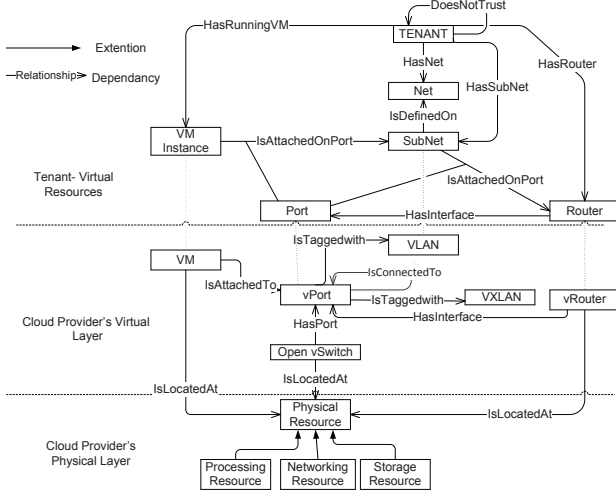 DoesNotTrust
HasRunningVM
TENANT
Extention
HasNet
HasRouter
Relationship
Dependancy
HasSubNet
Net
IsDefinedOn
VM
Instance
IsAttachedOnPort
SubNet
IsAttachedOnPort
Tenant- Virtual
Resources
Port
HasInterface
Router
IsTaggedwith
VLAN
VM
IsConnectedTo
IsAttachedTo
vPort
IsTaggedwith
VXLAN
vRouter
Cloud Provider's Virtual
Layer
HasPort
HasInterface
Open vSwitch
IsLocatedAt
IsLocatedAt
Physical
Resource
IsLocatedAt
Cloud Provider's
Physical Layer
Processing
Resource
Networking
Resource
Storage
Resource